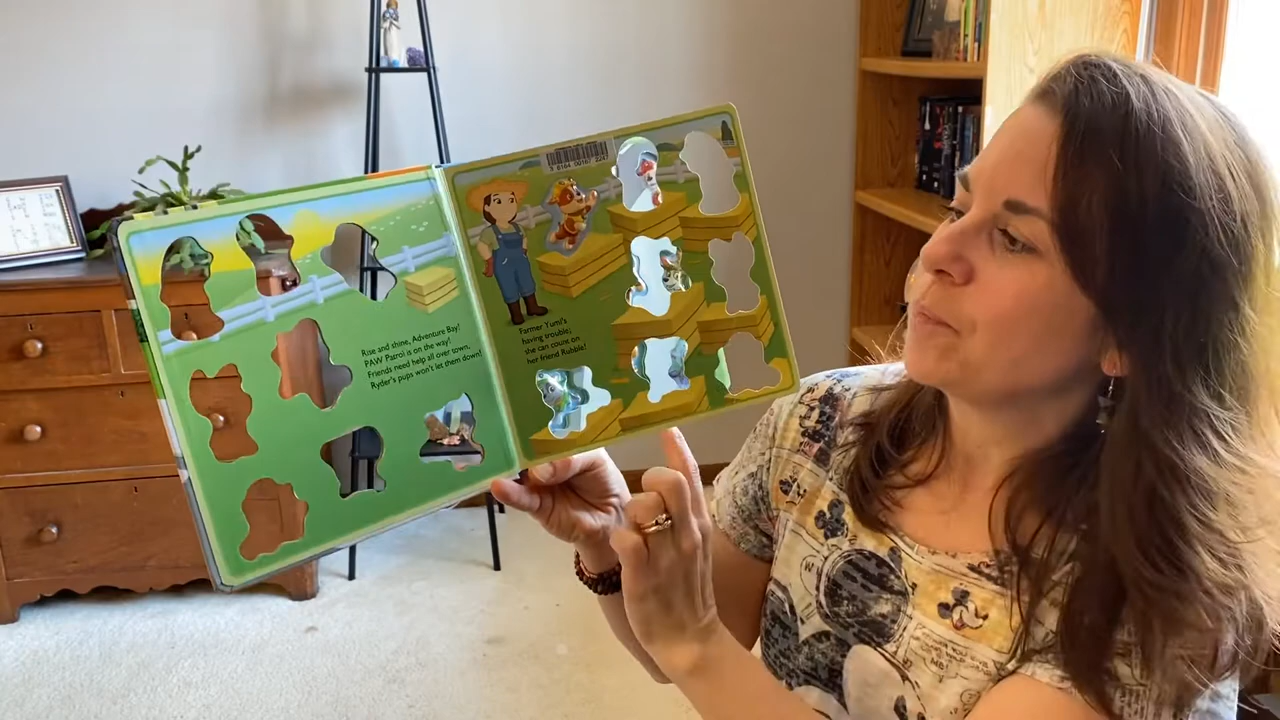 Rise and shine, Adventure Bay!
PAW Patrol is on the way!
Friends need help all over town,
Ryder's pups won't let them down!
Farmer Yumi's
having trouble;
she can count on
her friend Rubble!